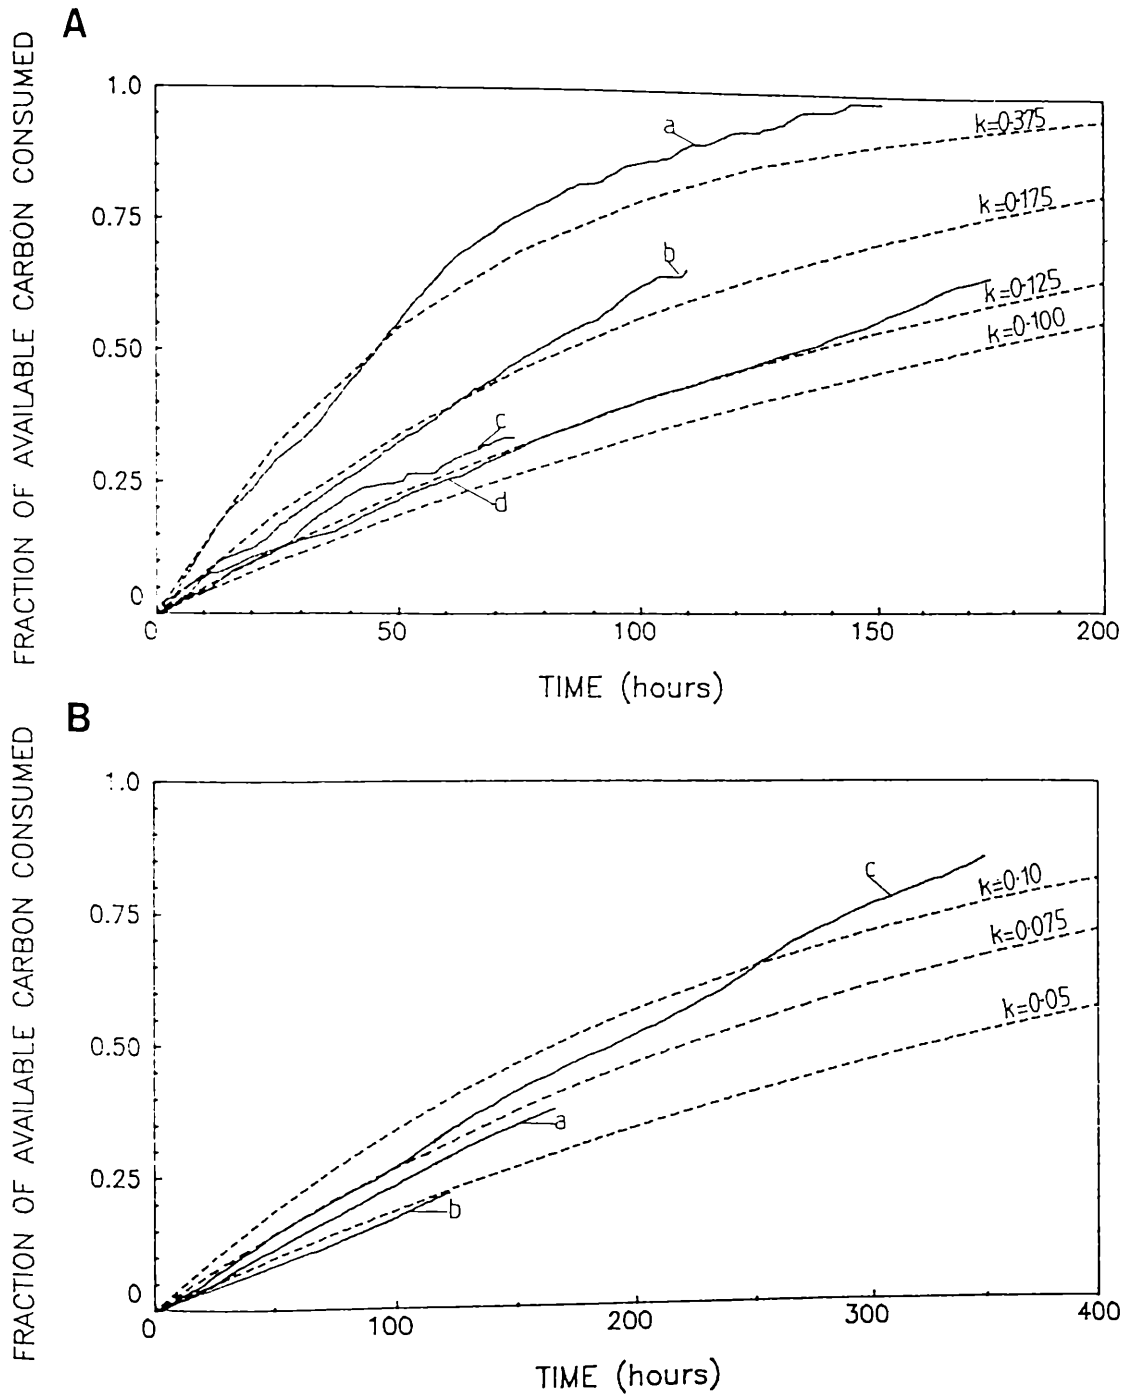 A
FRACTION OF AVAILABLE CARBON CONSUMED
1.0
0.75
0.50
0.25
0
a
b
c
d
k=0·375
k=0·175
k=0·125
k=0·100
0
50
100
150
200
TIME (hours)
B
FRACTION OF AVAILABLE CARBON CONSUMED
1.0
0.75
0.50
0.25
0
c
a
b
k=0·10
k=0·075
k=0·05
0
100
200
300
400
TIME (hours)